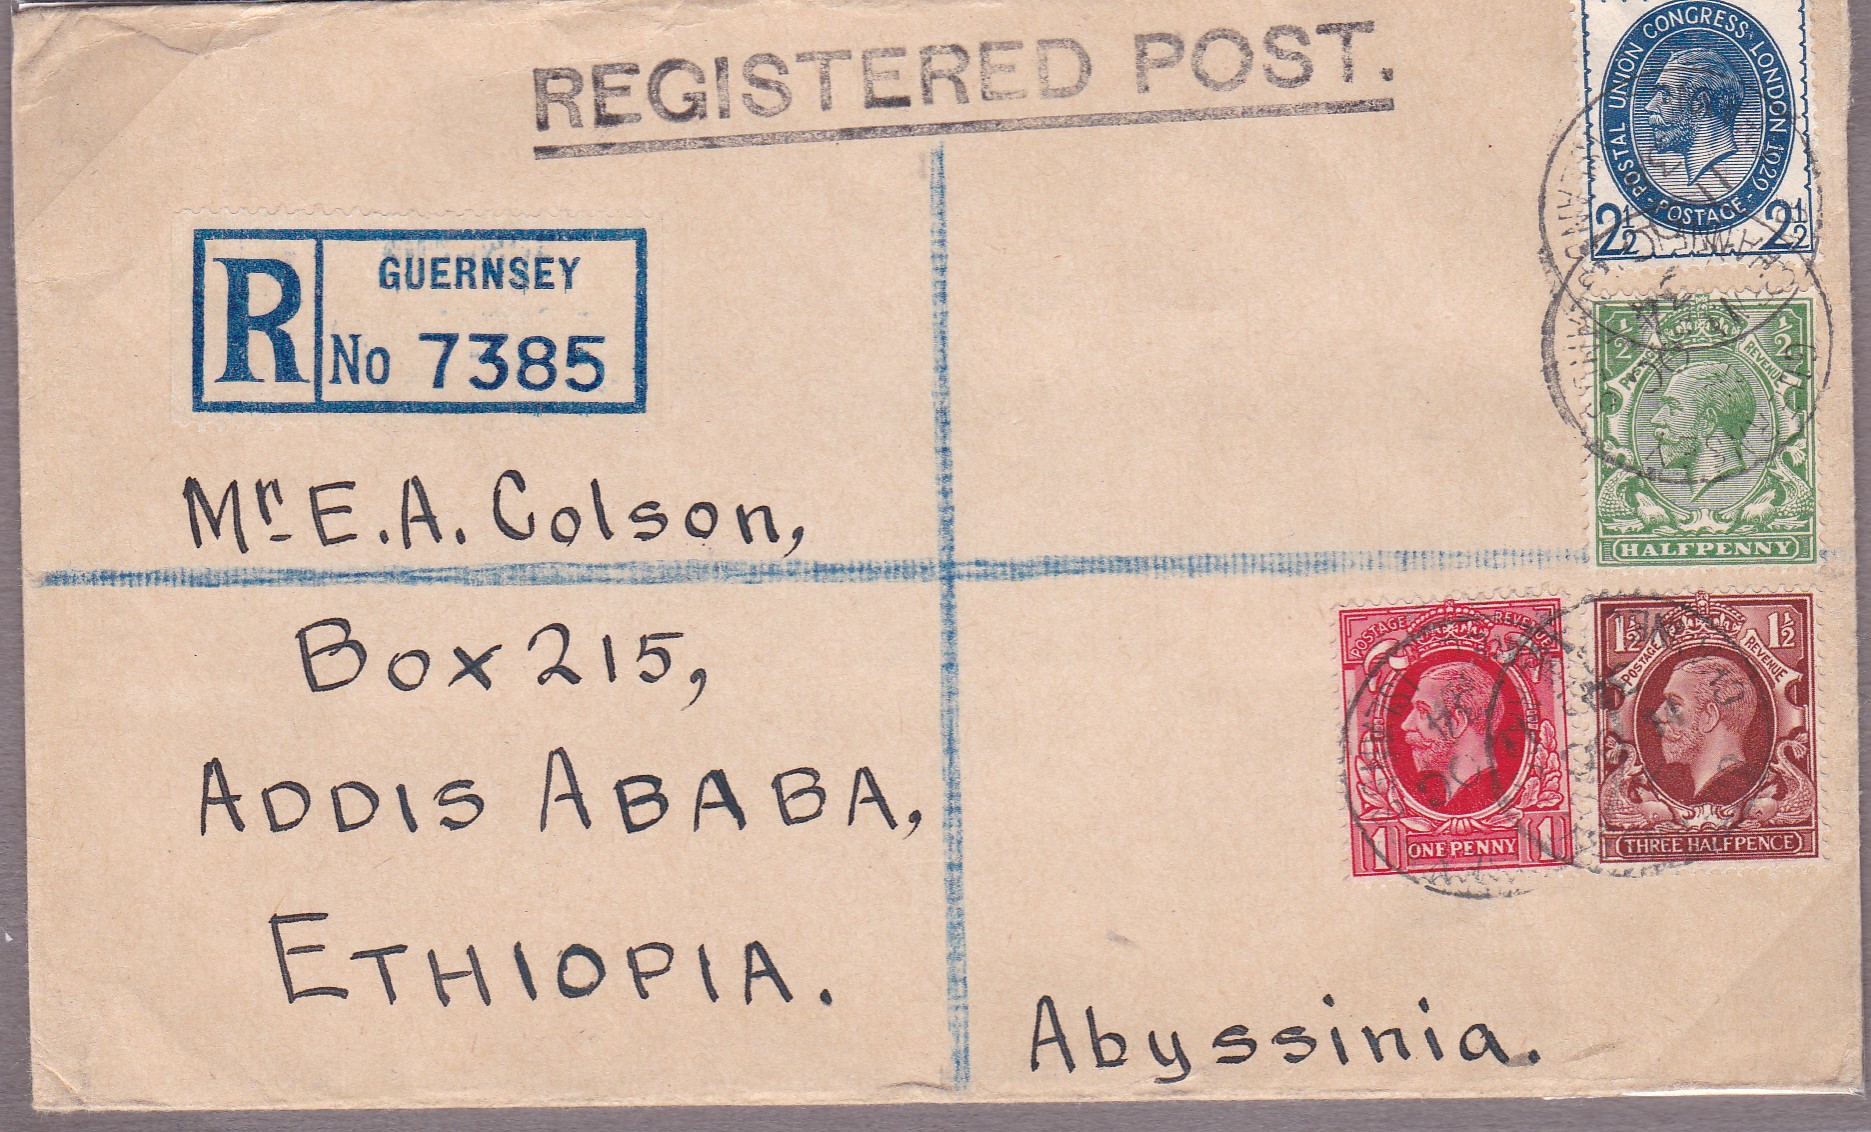 REGISTERED POST.
POSTAL UNION CONGRESS · LONDON · 1929
· POSTAGE ·
2½ 2½
R
GUERNSEY
No 7385
½ ½
REVENUE
HALFPENNY
Mr. E. A. Colson,
Box 215,
ADDIS ABABA,
ETHIOPIA.
Abyssinia.
POSTAGE REVENUE
1 ONE PENNY 1
1½ 1½
POSTAGE REVENUE
THREE HALFPENCE